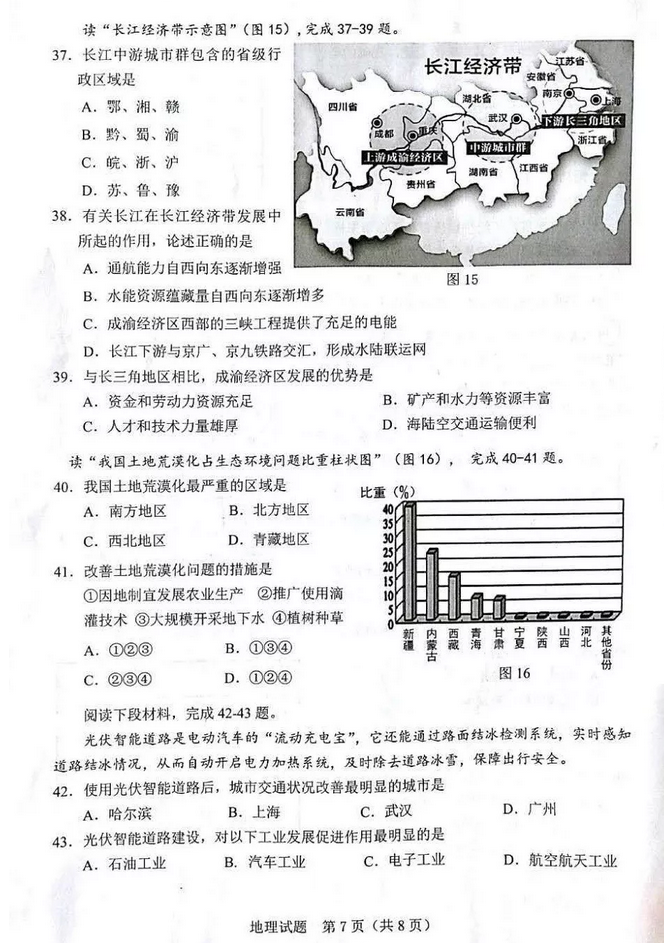 读“长江经济带示意图”(图15),完成37-39题。
37. 长江中游城市群包含的省级行
政区域是
A. 鄂、湘、赣
B. 黔、蜀、渝
C. 皖、浙、沪
D. 苏、鲁、豫
38. 有关长江在长江经济带发展中
所起的作用,论述正确的是
A. 通航能力自西向东逐渐增强
B. 水能资源蕴藏量自西向东逐渐增多
C. 成渝经济区西部的三峡工程提供了充足的电能
D. 长江下游与京广、京九铁路交汇,形成水陆联运网
长江经济带
江苏省
安徽省
南京
上海
四川省
湖北省
武汉
下游长三角地区
成都
重庆
中游城市群
浙江省
上游成渝经济区
湖南省
江西省
贵州省
云南省
图15
39. 与长三角地区相比,成渝经济区发展的优势是
A. 资金和劳动力资源充足 B. 矿产和水力等资源丰富
C. 人才和技术力量雄厚 D. 海陆空交通运输便利
读“我国土地荒漠化占生态环境问题比重柱状图”(图16), 完成40-41题。
40. 我国土地荒漠化最严重的区域是
A. 南方地区 B. 北方地区
C. 西北地区 D. 青藏地区
41. 改善土地荒漠化问题的措施是
①因地制宜发展农业生产 ②推广使用滴
灌技术 ③大规模开采地下水 ④植树种草
A. ①②③ B. ①③④
C. ②③④ D. ①②④
比重(%)
40
35
30
25
20
15
10
5
0
新疆
内蒙古
西藏
青海
甘肃
宁夏
陕西
山西
河北
其他省份
图16
阅读下段材料,完成42-43题。
光伏智能道路是电动汽车的“流动充电宝”,它还能通过路面结冰检测系统,实时感知
道路结冰情况,从而自动开启电力加热系统,及时除去道路冰雪,保障出行安全。
42. 使用光伏智能道路后,城市交通状况改善最明显的城市是
A. 哈尔滨 B. 上海 C. 武汉 D. 广州
43. 光伏智能道路建设,对以下工业发展促进作用最明显的是
A. 石油工业 B. 汽车工业 C. 电子工业 D. 航空航天工业
地理试题 第7页(共8页)